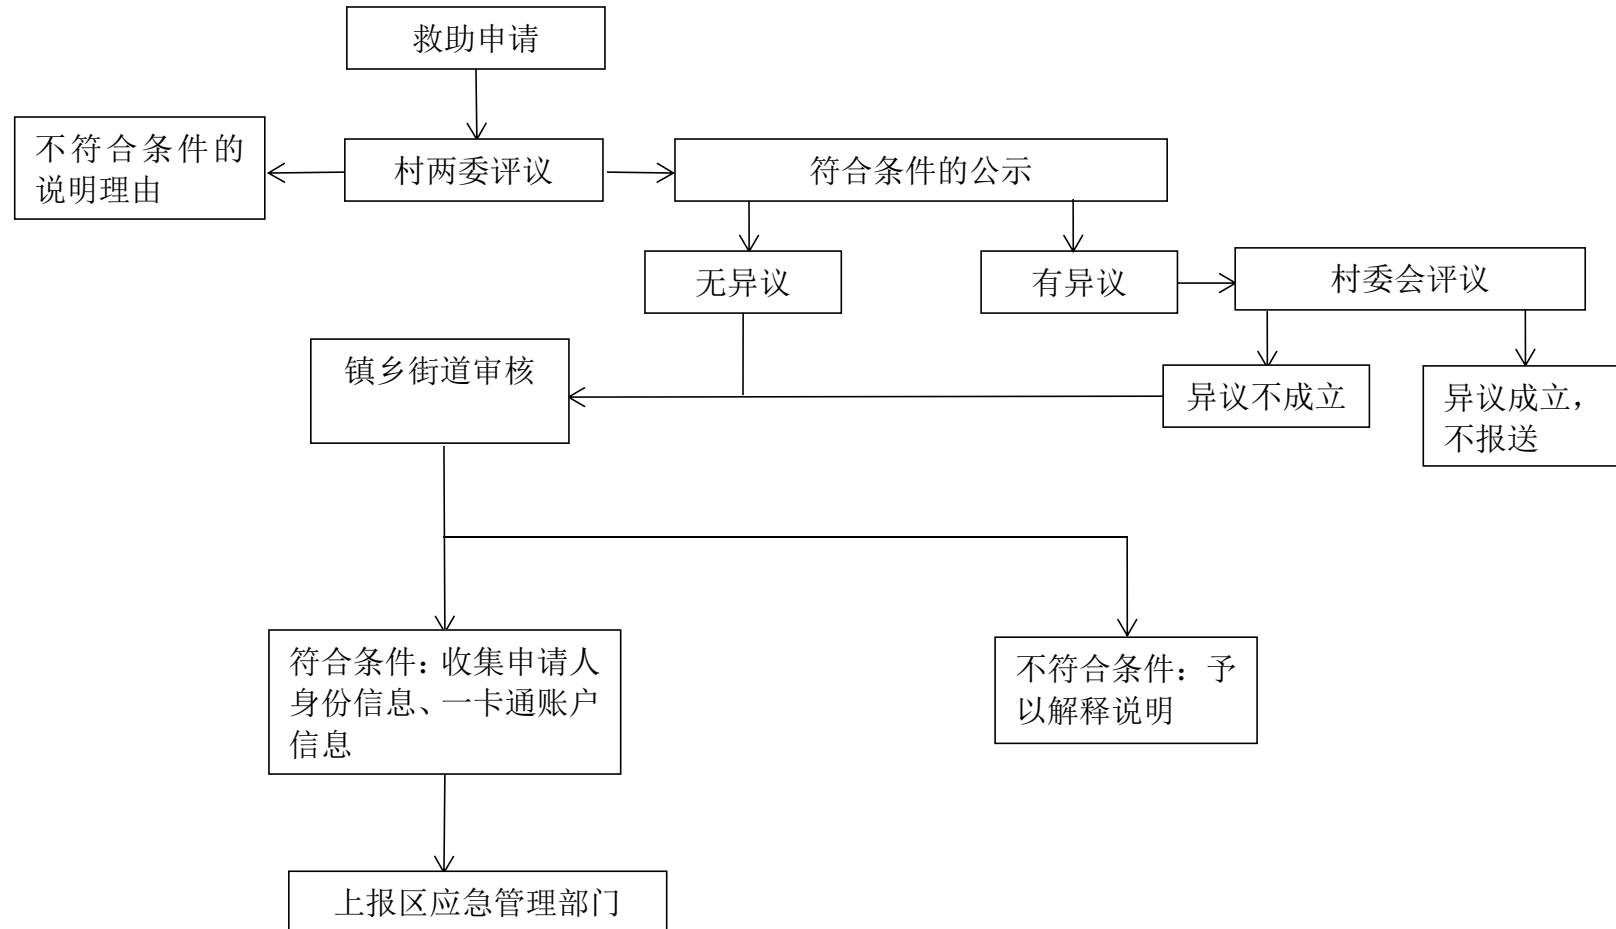 救助申请
不符合条件的
说明理由
村两委评议
符合条件的公示
无异议
有异议
村委会评议
镇乡街道审核
异议不成立
异议成立，
不报送
符合条件：收集申请人
身份信息、一卡通账户
信息
不符合条件：予
以解释说明
上报区应急管理部门